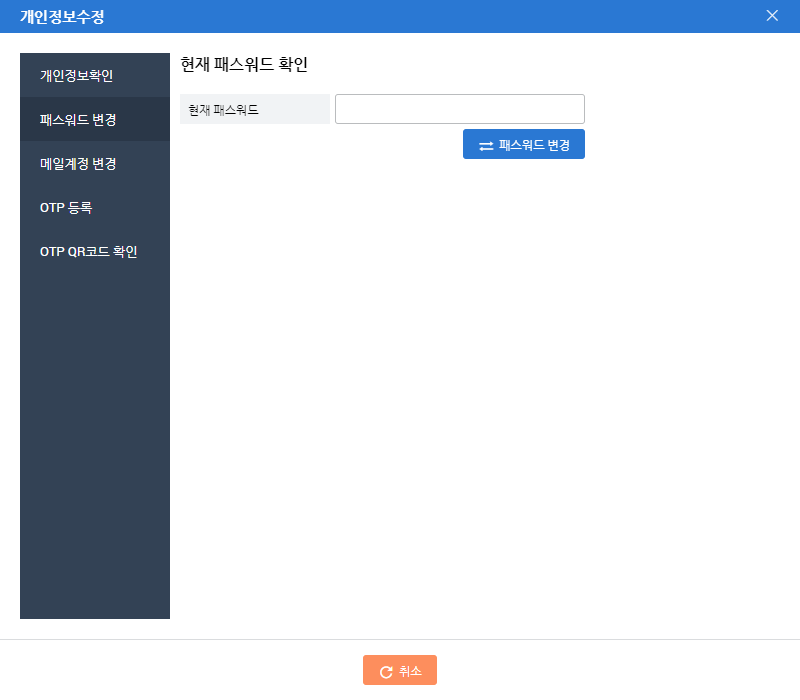 개인정보수정
개인정보확인
패스워드 변경
메일계정 변경
OTP 등록
OTP QR코드 확인
현재 패스워드 확인
현재 패스워드
패스워드 변경
취소